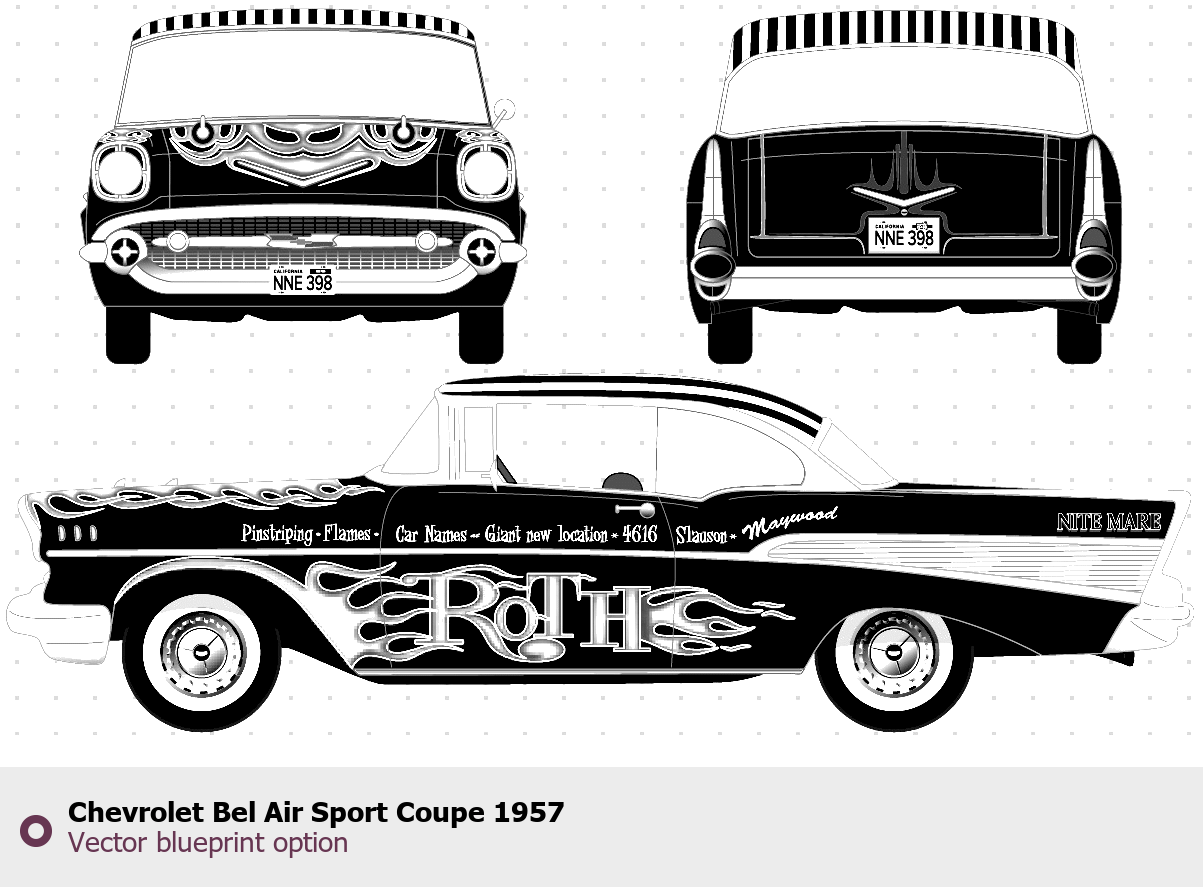 CALIFORNIA
NNE 398
CALIFORNIA
NNE 398
Pinstriping - Flames - Car Names - Giant new location * 4616 Slauson * Maywood
NITE MARE
ROTH
Chevrolet Bel Air Sport Coupe 1957
Vector blueprint option